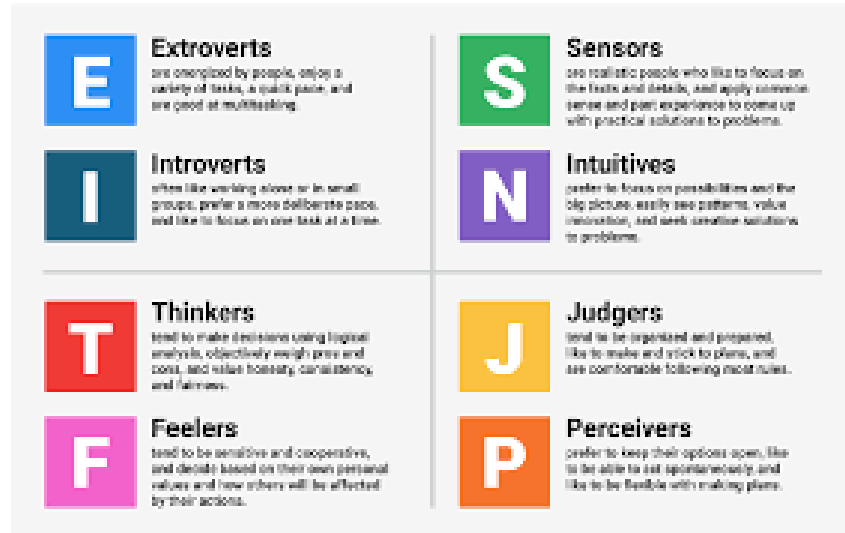 E
Extroverts
are energized by people, enjoy a
variety of tasks, a quick pace, and
are good at multitasking.
I
Introverts
often like working alone or in small
groups, prefer a more deliberate pace,
and like to focus on one task at a time.
S
Sensors
are realistic people who like to focus on
the facts and details, and apply common
sense and past experience to come up
with practical solutions to problems.
N
Intuitives
prefer to focus on possibilities and the
big picture, easily see patterns, value
innovation, and seek creative solutions
to problems.
T
Thinkers
tend to make decisions using logical
analysis, objectively weigh pros and
cons, and value honesty, consistency,
and fairness.
F
Feelers
tend to be sensitive and cooperative,
and decide based on their own personal
values and how others will be affected
by their actions.
J
Judgers
tend to be organized and prepared,
like to make and stick to plans, and
are comfortable following most rules.
P
Perceivers
prefer to keep their options open, like
to be able to act spontaneously, and
like to be flexible with making plans.